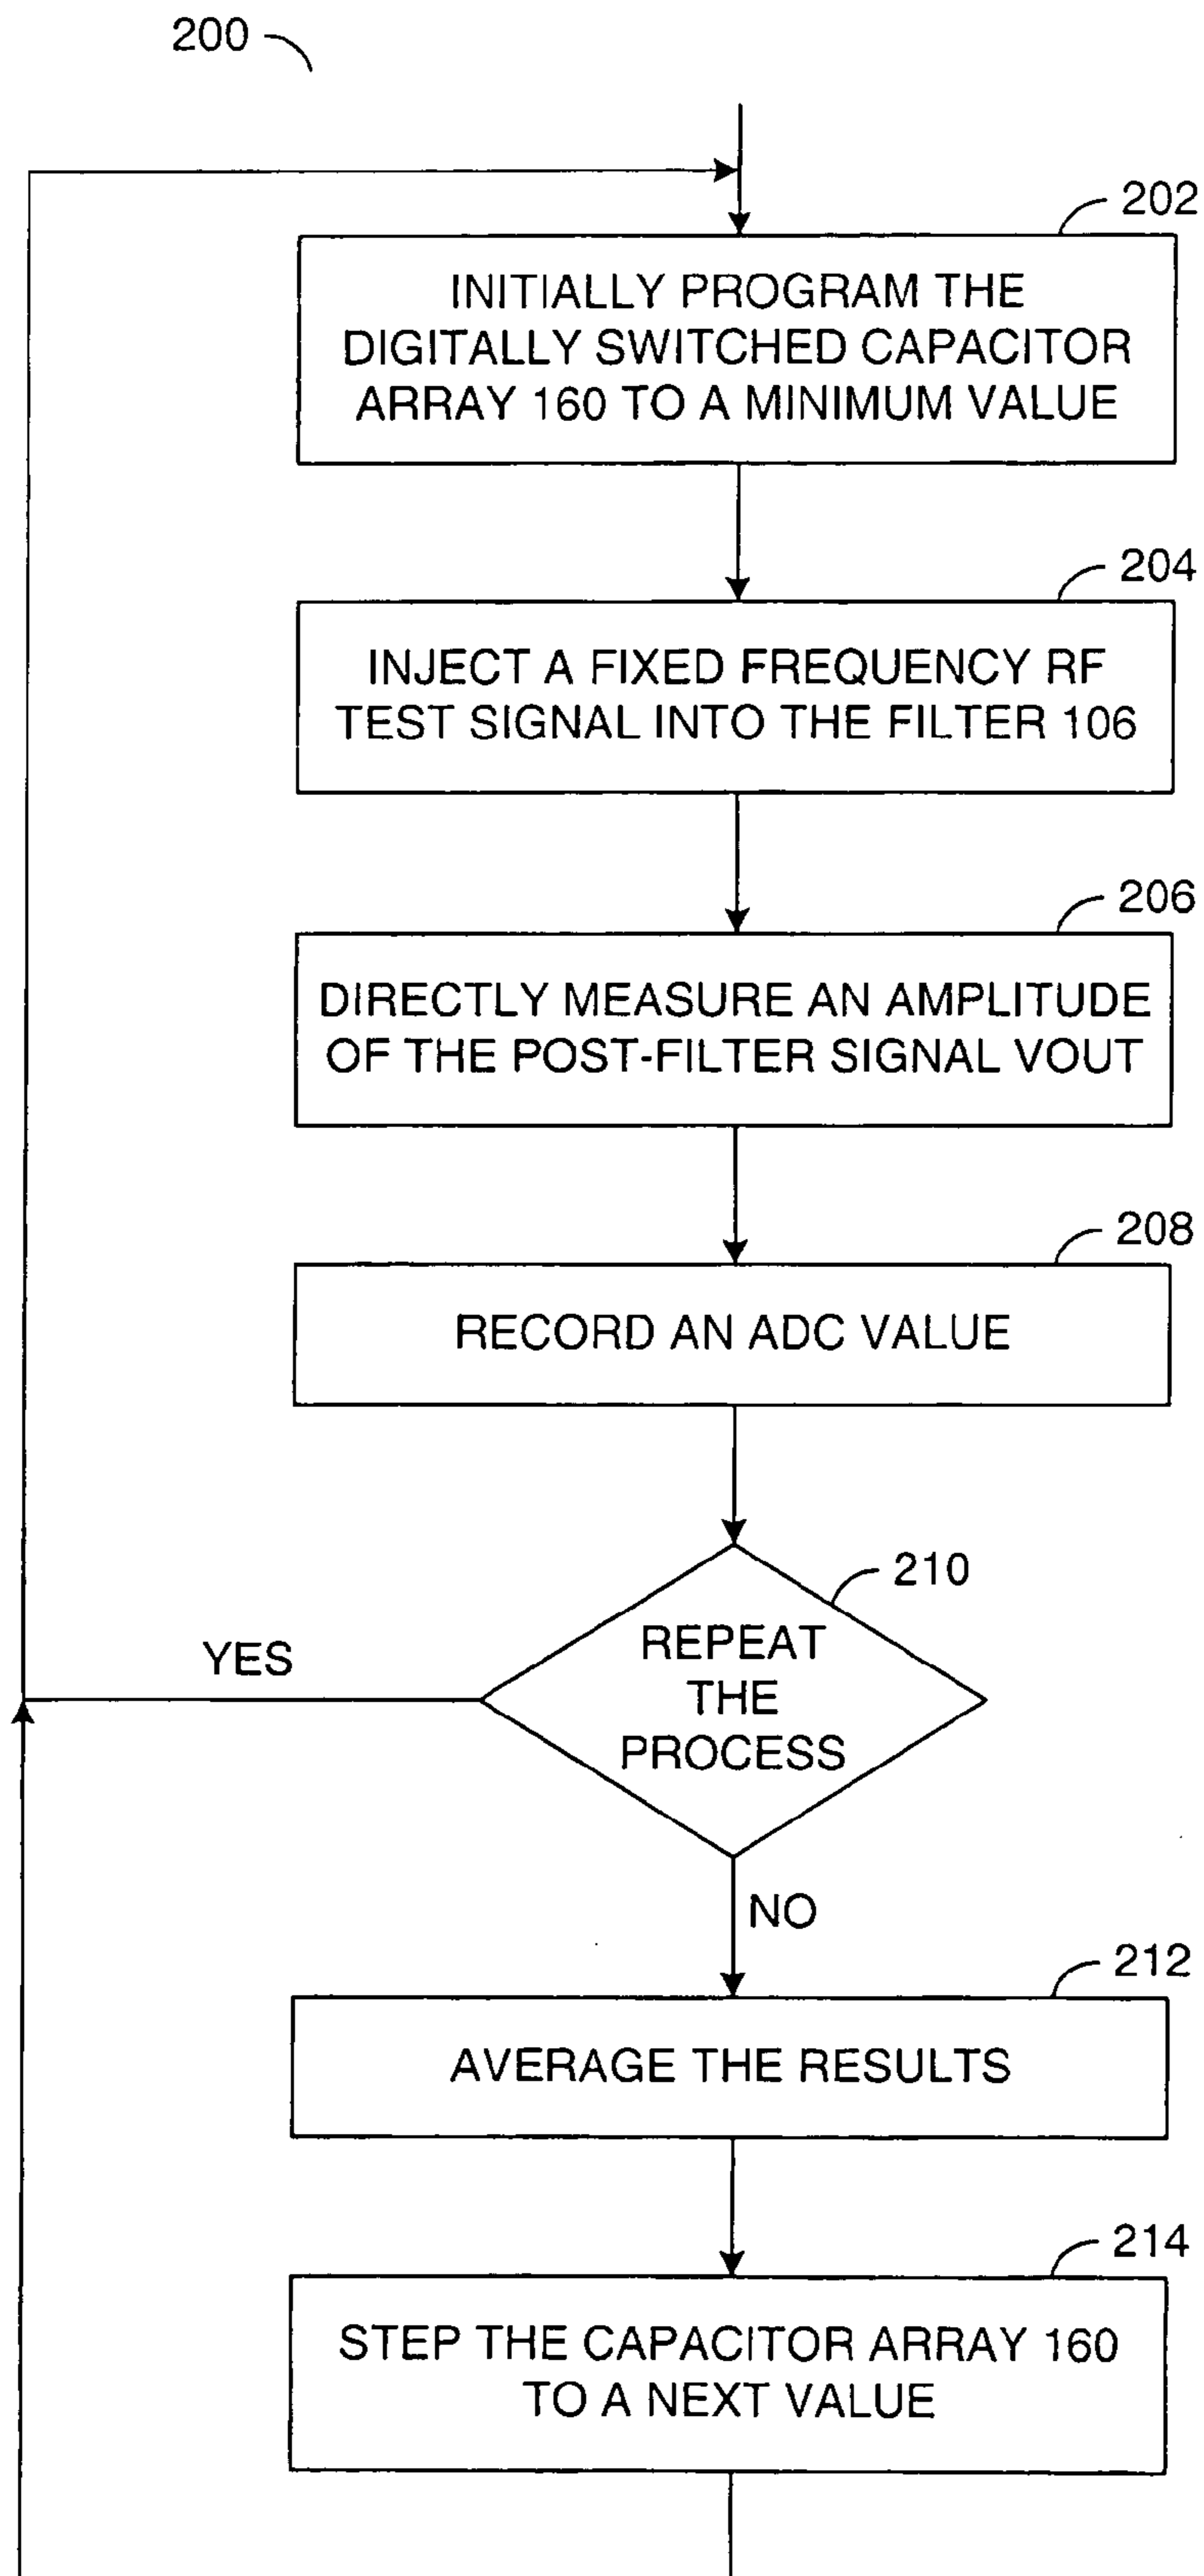 200
202
INITIALLY PROGRAM THE
DIGITALLY SWITCHED CAPACITOR
ARRAY 160 TO A MINIMUM VALUE
204
INJECT A FIXED FREQUENCY RF
TEST SIGNAL INTO THE FILTER 106
206
DIRECTLY MEASURE AN AMPLITUDE
OF THE POST-FILTER SIGNAL VOUT
208
RECORD AN ADC VALUE
210
REPEAT
THE
PROCESS
YES
NO
212
AVERAGE THE RESULTS
214
STEP THE CAPACITOR ARRAY 160
TO A NEXT VALUE